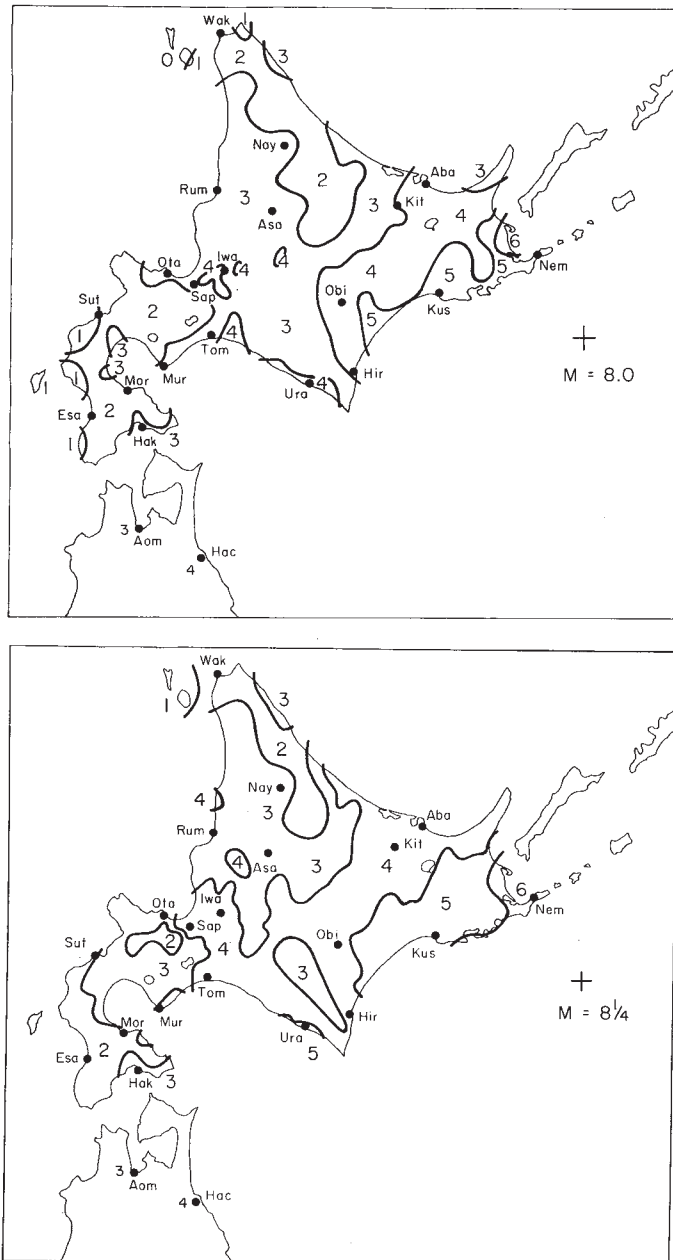 Wak
1
2
3
0
1
Nay
2
Aba
3
Rum
3
Asa
3
Kit
4
6
Nem
5
Ota
4
Iwa
4
4
Sap
4
Obi
5
Kus
Sut
2
1
3
Tom
4
3
5
3
Mur
Hir
M = 8.0
1
1
Mor
Ura
4
Esa
2
1
Hak
3
3
Aom
4
Hac
Wak
1
3
2
Nay
4
3
Aba
Rum
Kit
4
Asa
3
4
6
Nem
5
Ota
Iwa
Sap
2
Obi
Kus
Sut
4
3
3
Tom
Mur
Hir
M = 8¼
Mor
Ura
5
Esa
2
Hak
3
3
Aom
4
Hac